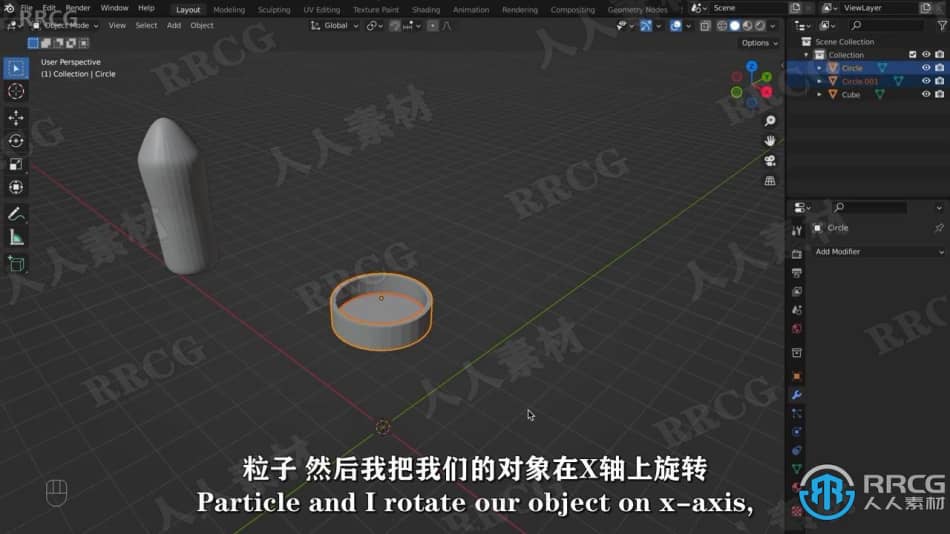 File Edit Render Window Help Layout Modeling Sculpting UV Editing Texture Paint Shading Animation Rendering Compositing Geometry Nodes Scene ViewLayer
Object Mode View Select Add Object Global
Options
User Perspective
(1) Collection | Circle
Scene Collection
Collection
Circle
Circle.001
Cube
Circle
Add Modifier
Z
Y
X
RRCG
人人素材
粒子 然后我把我们的对象在X轴上旋转
Particle and I rotate our object on x-axis,
RRCG
人人素材